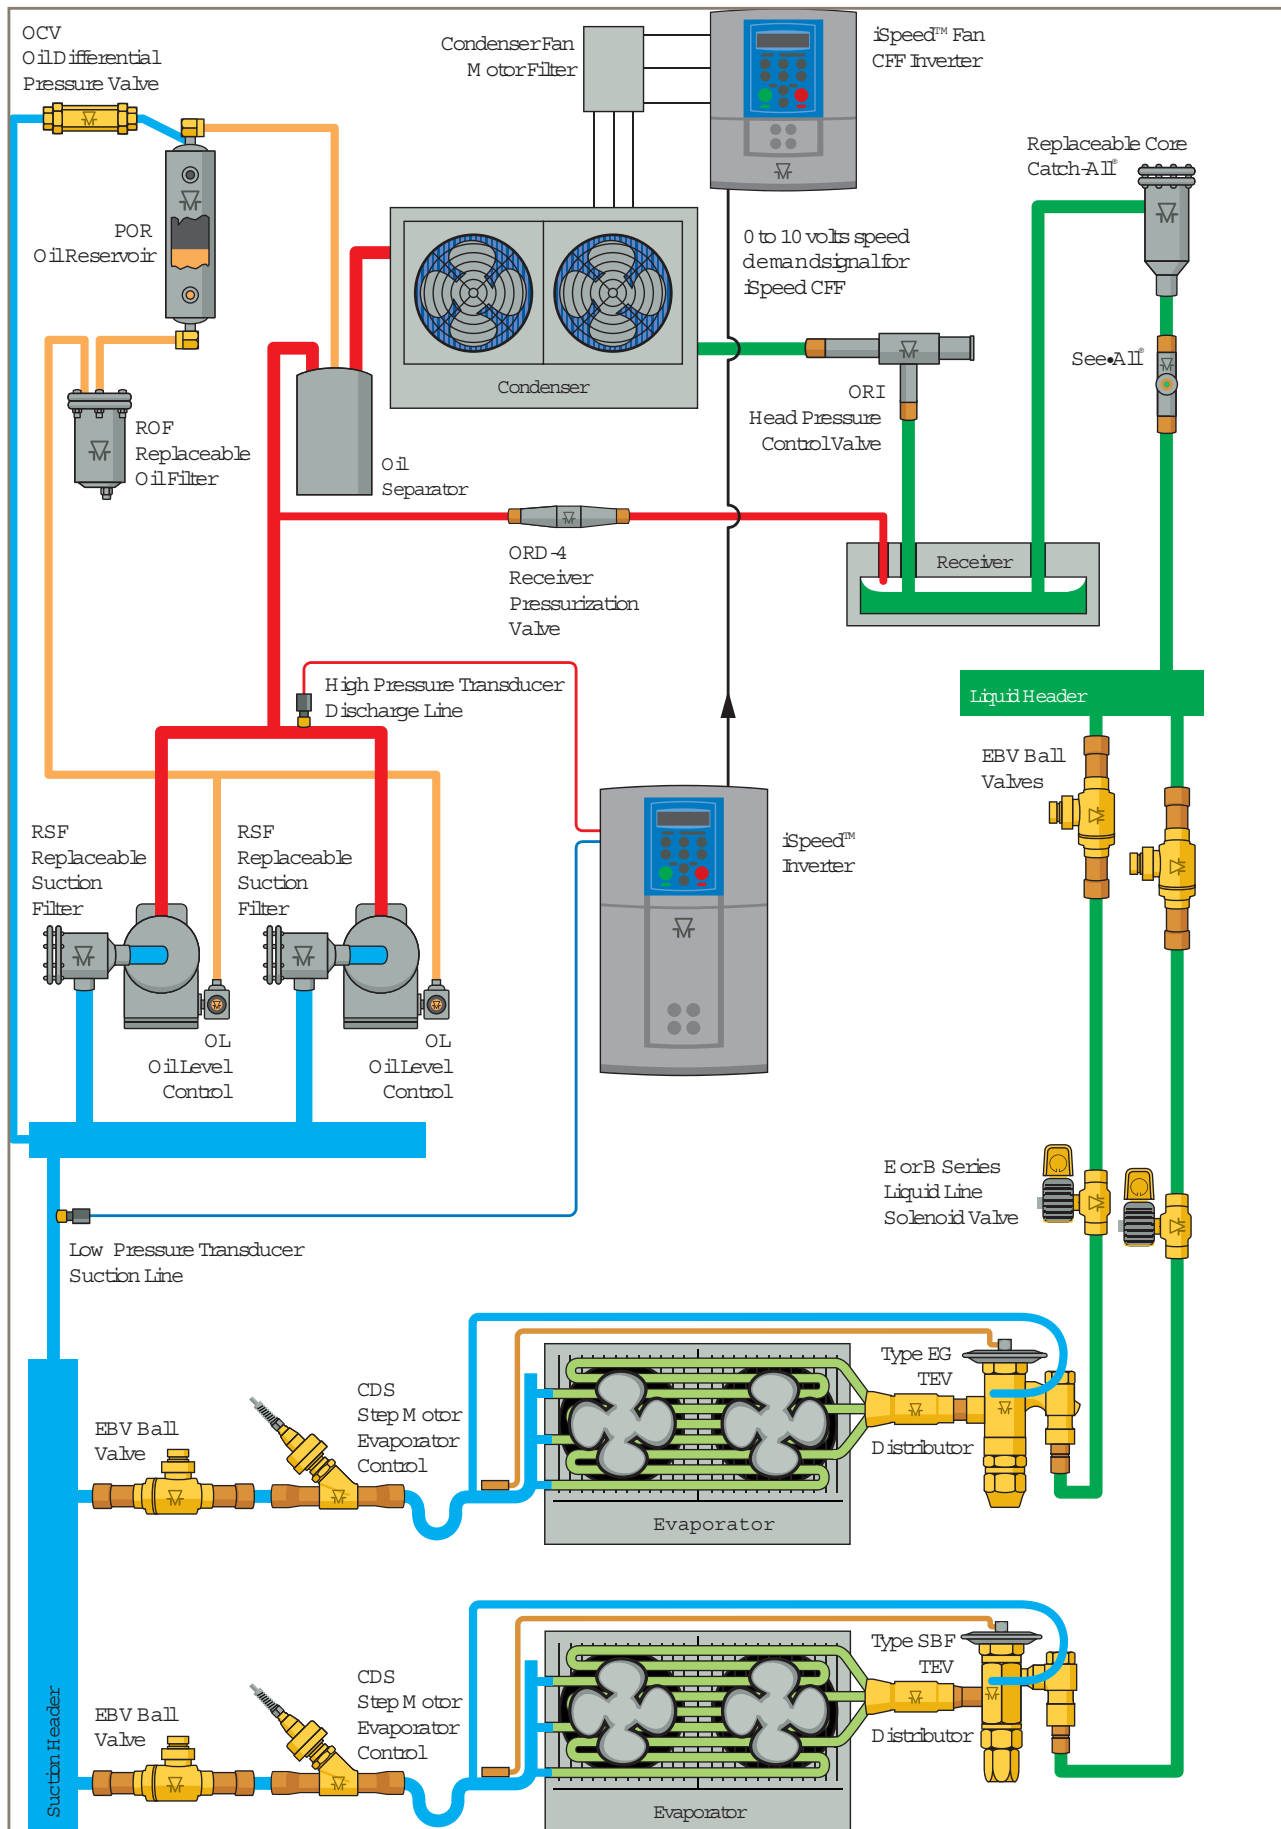 OCV
Oil Differential
Pressure Valve
Condenser Fan
Motor Filter
iSpeed™ Fan
CFF Inverter
Replaceable Core
Catch-All®
POR
Oil Reservoir
0 to 10 volts speed
demand signal for
iSpeed CFF
See•All®
Condenser
ORI
Head Pressure
Control Valve
ROF
Replaceable
Oil Filter
Oil
Separator
ORD-4
Receiver
Pressurization
Valve
Receiver
High Pressure Transducer
Discharge Line
Liquid Header
EBV Ball
Valves
RSF
Replaceable
Suction
Filter
RSF
Replaceable
Suction
Filter
iSpeed™
Inverter
OL
Oil Level
Control
OL
Oil Level
Control
E or B Series
Liquid Line
Solenoid Valve
Low Pressure Transducer
Suction Line
Type EG
TEV
CDS
Step Motor
Evaporator
Control
EBV Ball
Valve
Distributor
Evaporator
Type SBF
TEV
CDS
Step Motor
Evaporator
Control
EBV Ball
Valve
Distributor
Suction Header
Evaporator